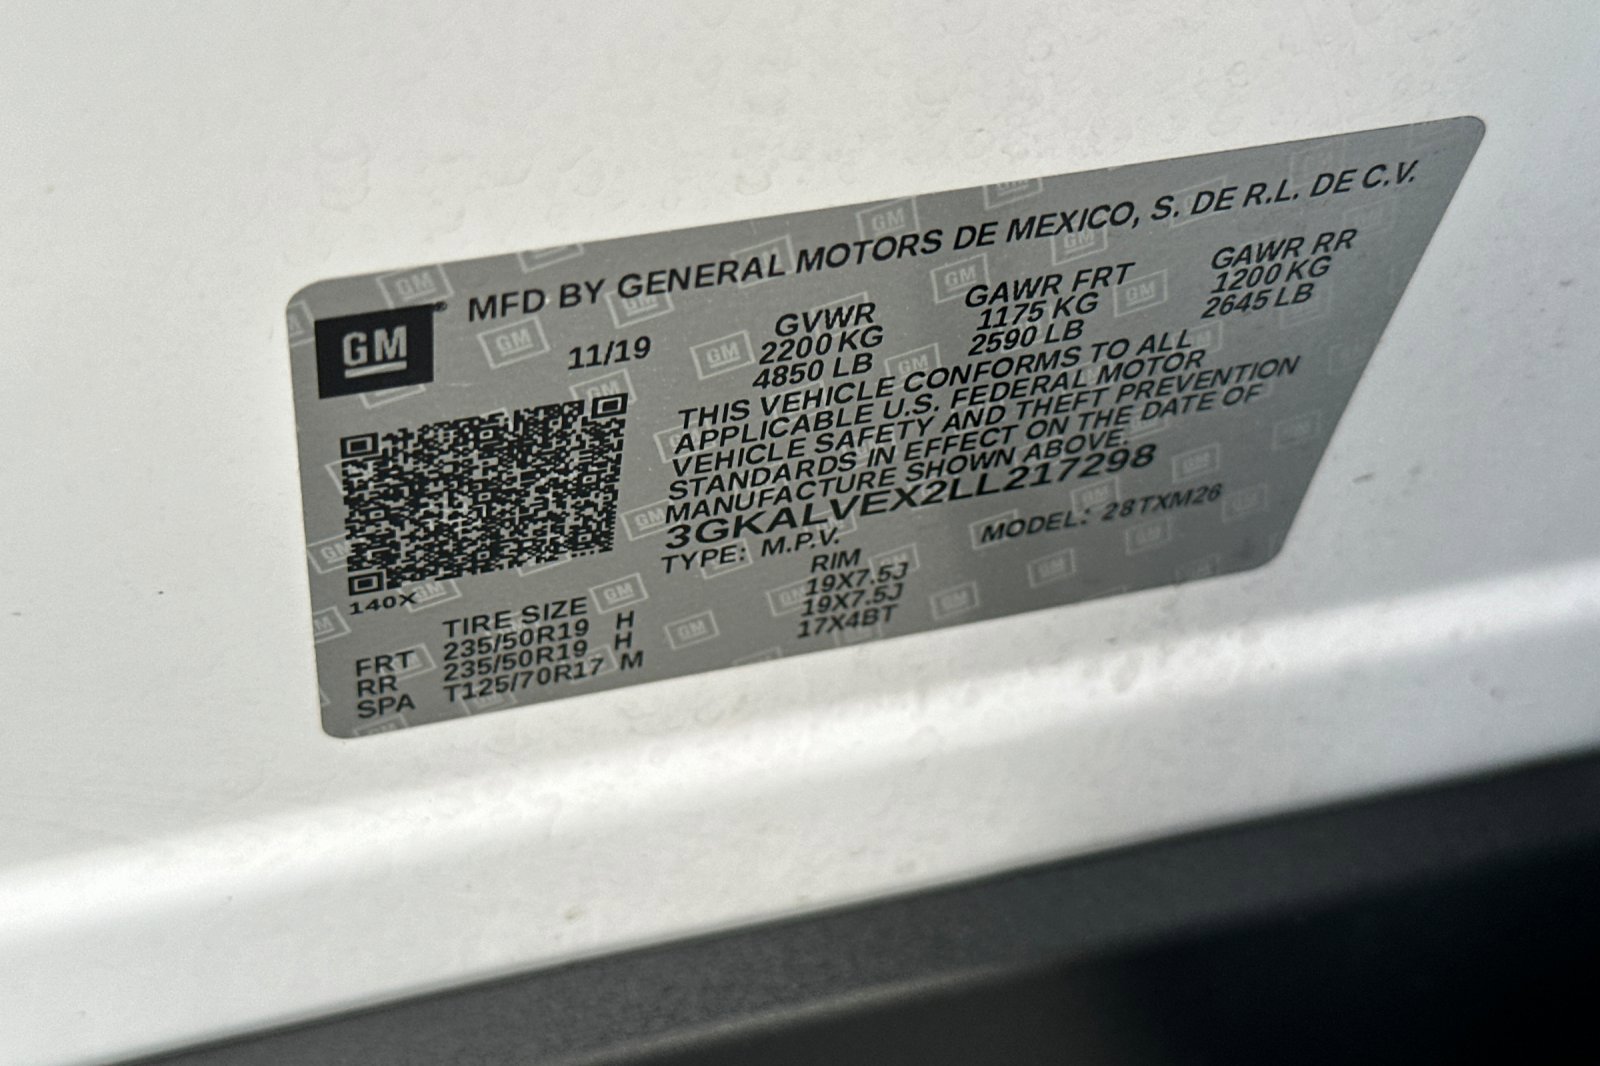 GM® MFD BY GENERAL MOTORS DE MEXICO, S. DE R.L. DE C.V.
11/19 GVWR GAWR FRT GAWR RR
2200 KG 1175 KG 1200 KG
4850 LB 2590 LB 2645 LB
THIS VEHICLE CONFORMS TO ALL
APPLICABLE U.S. FEDERAL MOTOR
VEHICLE SAFETY AND THEFT PREVENTION
STANDARDS IN EFFECT ON THE DATE OF
MANUFACTURE SHOWN ABOVE.
3GKALVEX2LL217298
TYPE: M.P.V. MODEL: 28TXM26
140X
TIRE SIZE RIM
FRT 235/50R19 H 19X7.5J
RR 235/50R19 H 19X7.5J
SPA T125/70R17 M 17X4BT